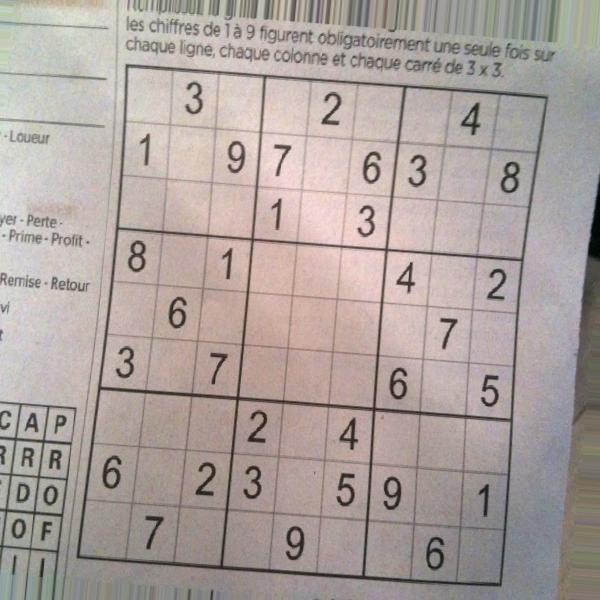 les chiffres de 1 à 9 figurent obligatoirement une seule fois sur
chaque ligne, chaque colonne et chaque carré de 3 x 3.
- Loueur
- Perte -
- Prime - Profit -
Remise - Retour
3 2 4
1 9 7 6 3 8
1 3
8 1 4 2
6 7
3 7 6 5
2 4
6 2 3 5 9 1
7 9 6
C A P
R R R
D O
O F
I I